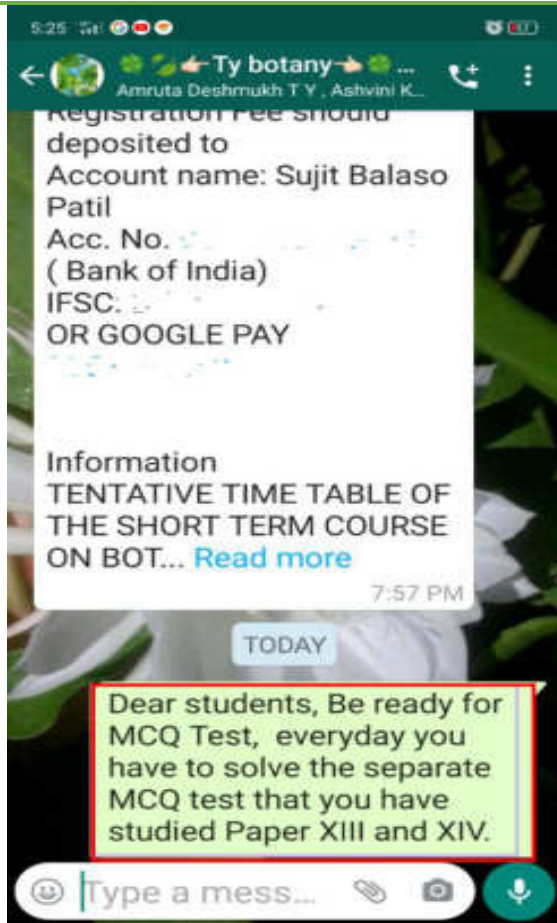 5:25
Ty botany ...
Amruta Deshmukh T Y , Ashvini K...
Registration Fee should
deposited to
Account name: Sujit Balaso
Patil
Acc. No.
( Bank of India)
IFSC.
OR GOOGLE PAY
Information
TENTATIVE TIME TABLE OF
THE SHORT TERM COURSE
ON BOT... Read more
7:57 PM
TODAY
Dear students, Be ready for
MCQ Test, everyday you
have to solve the separate
MCQ test that you have
studied Paper XIII and XIV.
Type a mess...